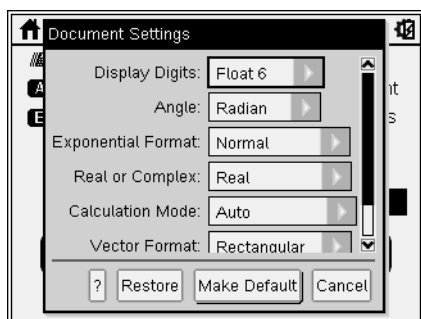 Document Settings
Display Digits: Float 6
Angle: Radian
Exponential Format: Normal
Real or Complex: Real
Calculation Mode: Auto
Vector Format: Rectangular
? Restore Make Default Cancel
A
nt
E
s